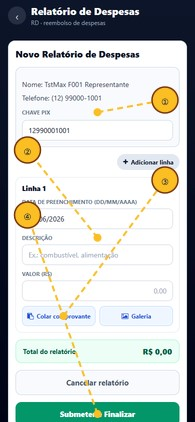 ‹
Relatório de Despesas
RD - reembolso de despesas
Novo Relatório de Despesas
Nome: TstMax F001 Representante
Telefone: (12) 99000-1001
①
CHAVE PIX
12990001001
②
+ Adicionar linha
③
Linha 1
DATA DE PREENCHIMENTO (DD/MM/AAAA)
④
06/2026
DESCRIÇÃO
Ex.: combustível, alimentação
VALOR (R$)
0.00
Colar comprovante
Galeria
Total do relatório
R$ 0,00
Cancelar relatório
Submeter Finalizar